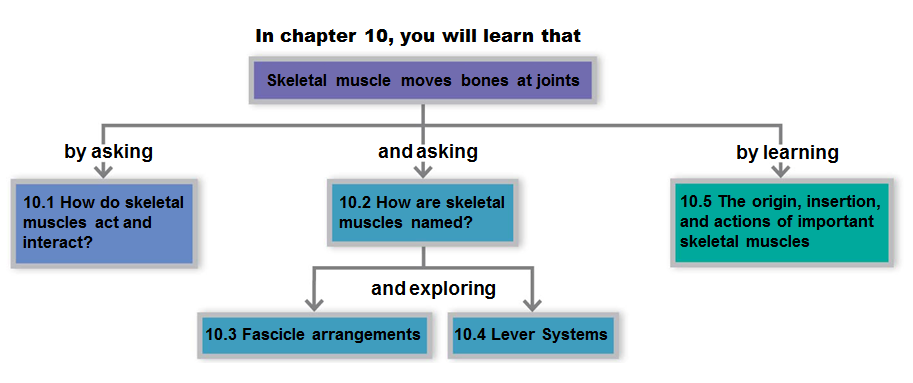 In chapter 10, you will learn that
Skeletal muscle moves bones at joints
by asking
and asking
by learning
10.1 How do skeletal
muscles act and
interact?
10.2 How are skeletal
muscles named?
10.5 The origin, insertion,
and actions of important
skeletal muscles
and exploring
10.3 Fascicle arrangements
10.4 Lever Systems